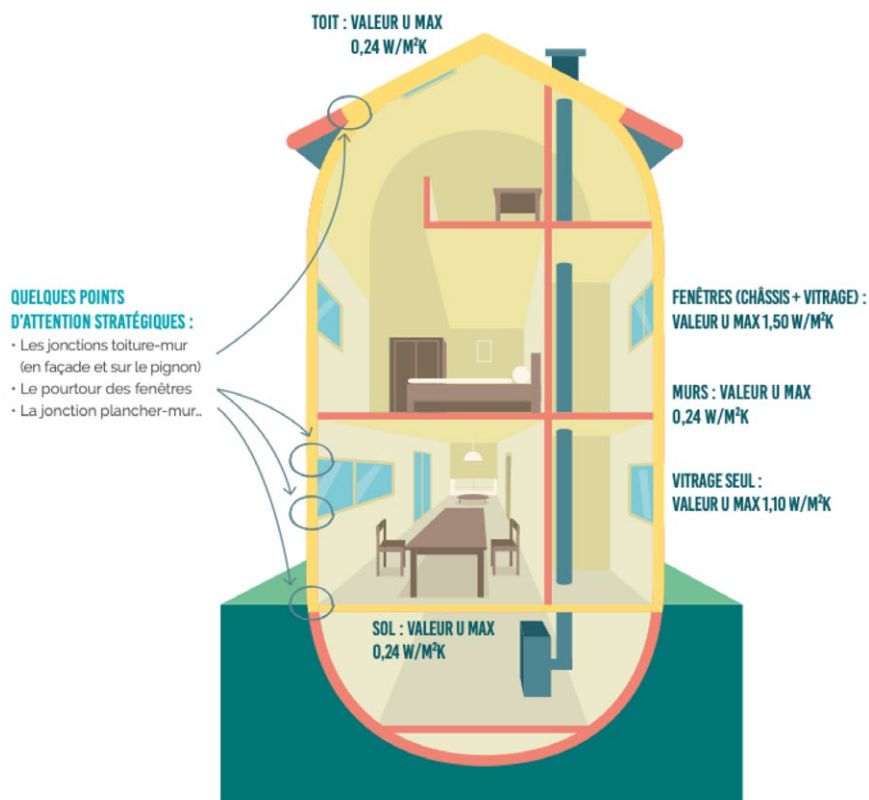 TOIT : VALEUR U MAX
0,24 W/M²K
QUELQUES POINTS
D'ATTENTION STRATÉGIQUES :
• Les jonctions toiture-mur
(en façade et sur le pignon)
• Le pourtour des fenêtres
• La jonction plancher-mur...
FENÊTRES (CHÂSSIS + VITRAGE) :
VALEUR U MAX 1,50 W/M²K
MURS : VALEUR U MAX
0,24 W/M²K
VITRAGE SEUL :
VALEUR U MAX 1,10 W/M²K
SOL : VALEUR U MAX
0,24 W/M²K